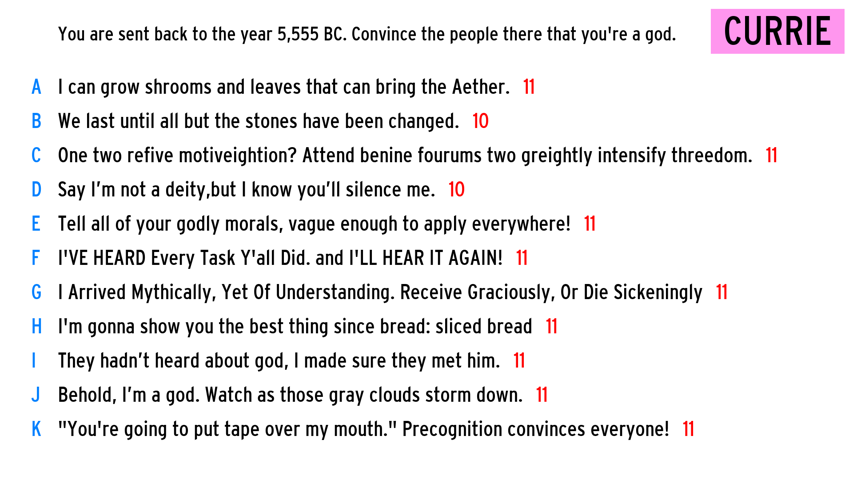 You are sent back to the year 5,555 BC. Convince the people there that you're a god.
CURRIE
A I can grow shrooms and leaves that can bring the Aether. 11
B We last until all but the stones have been changed. 10
C One two refive motiveightion? Attend benine fourums two greightly intensify threedom. 11
D Say I'm not a deity,but I know you'll silence me. 10
E Tell all of your godly morals, vague enough to apply everywhere! 11
F I'VE HEARD Every Task Y'all Did. and I'LL HEAR IT AGAIN! 11
G I Arrived Mythically, Yet Of Understanding. Receive Graciously, Or Die Sickeningly 11
H I'm gonna show you the best thing since bread: sliced bread 11
I They hadn't heard about god, I made sure they met him. 11
J Behold, I'm a god. Watch as those gray clouds storm down. 11
K "You're going to put tape over my mouth." Precognition convinces everyone! 11